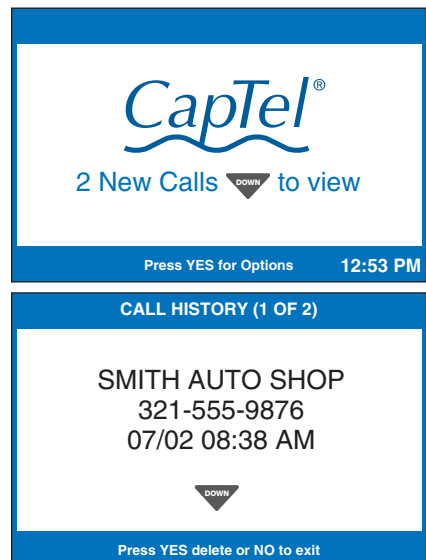 CapTel®
2 New Calls DOWN to view
Press YES for Options 12:53 PM
CALL HISTORY (1 OF 2)
SMITH AUTO SHOP
321-555-9876
07/02 08:38 AM
DOWN
Press YES delete or NO to exit